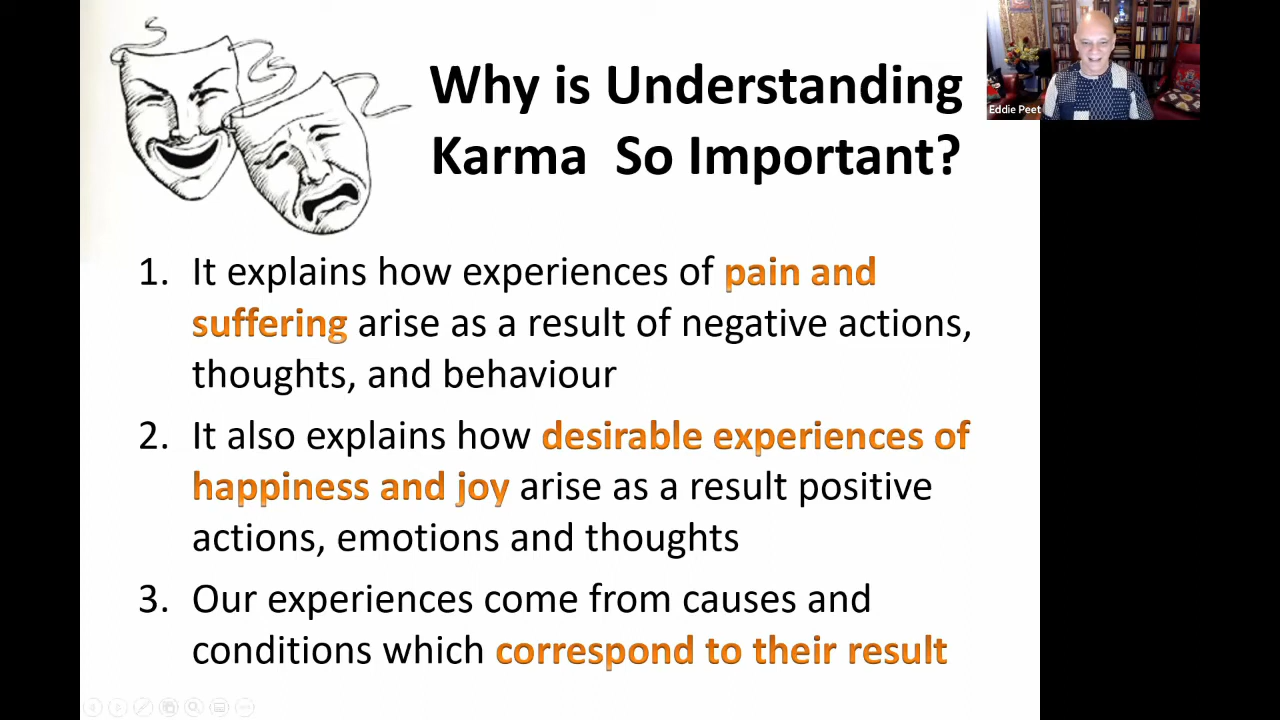 Why is Understanding
Karma  So Important?
Eddie Peet
1. It explains how experiences of pain and
suffering arise as a result of negative actions,
thoughts, and behaviour
2. It also explains how desirable experiences of
happiness and joy arise as a result positive
actions, emotions and thoughts
3. Our experiences come from causes and
conditions which correspond to their result